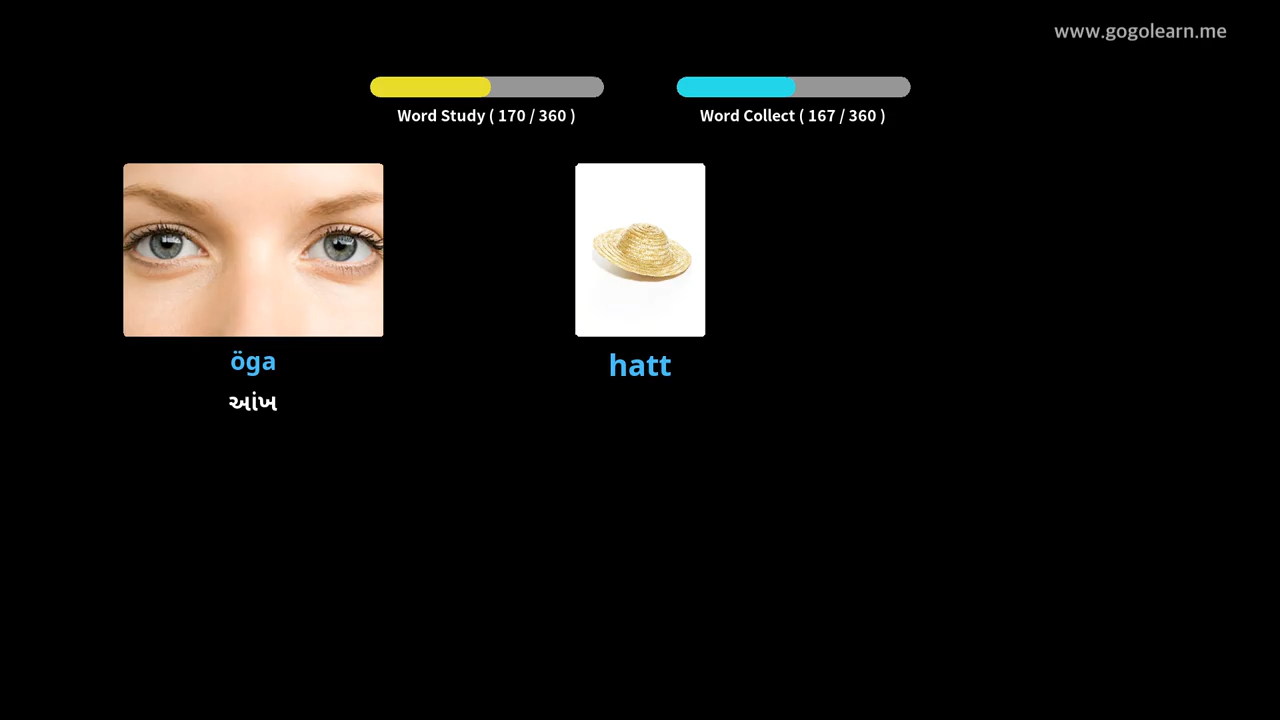 www.gogolearn.me
Word Study ( 170 / 360 )
Word Collect ( 167 / 360 )
öga
આંખ
hatt